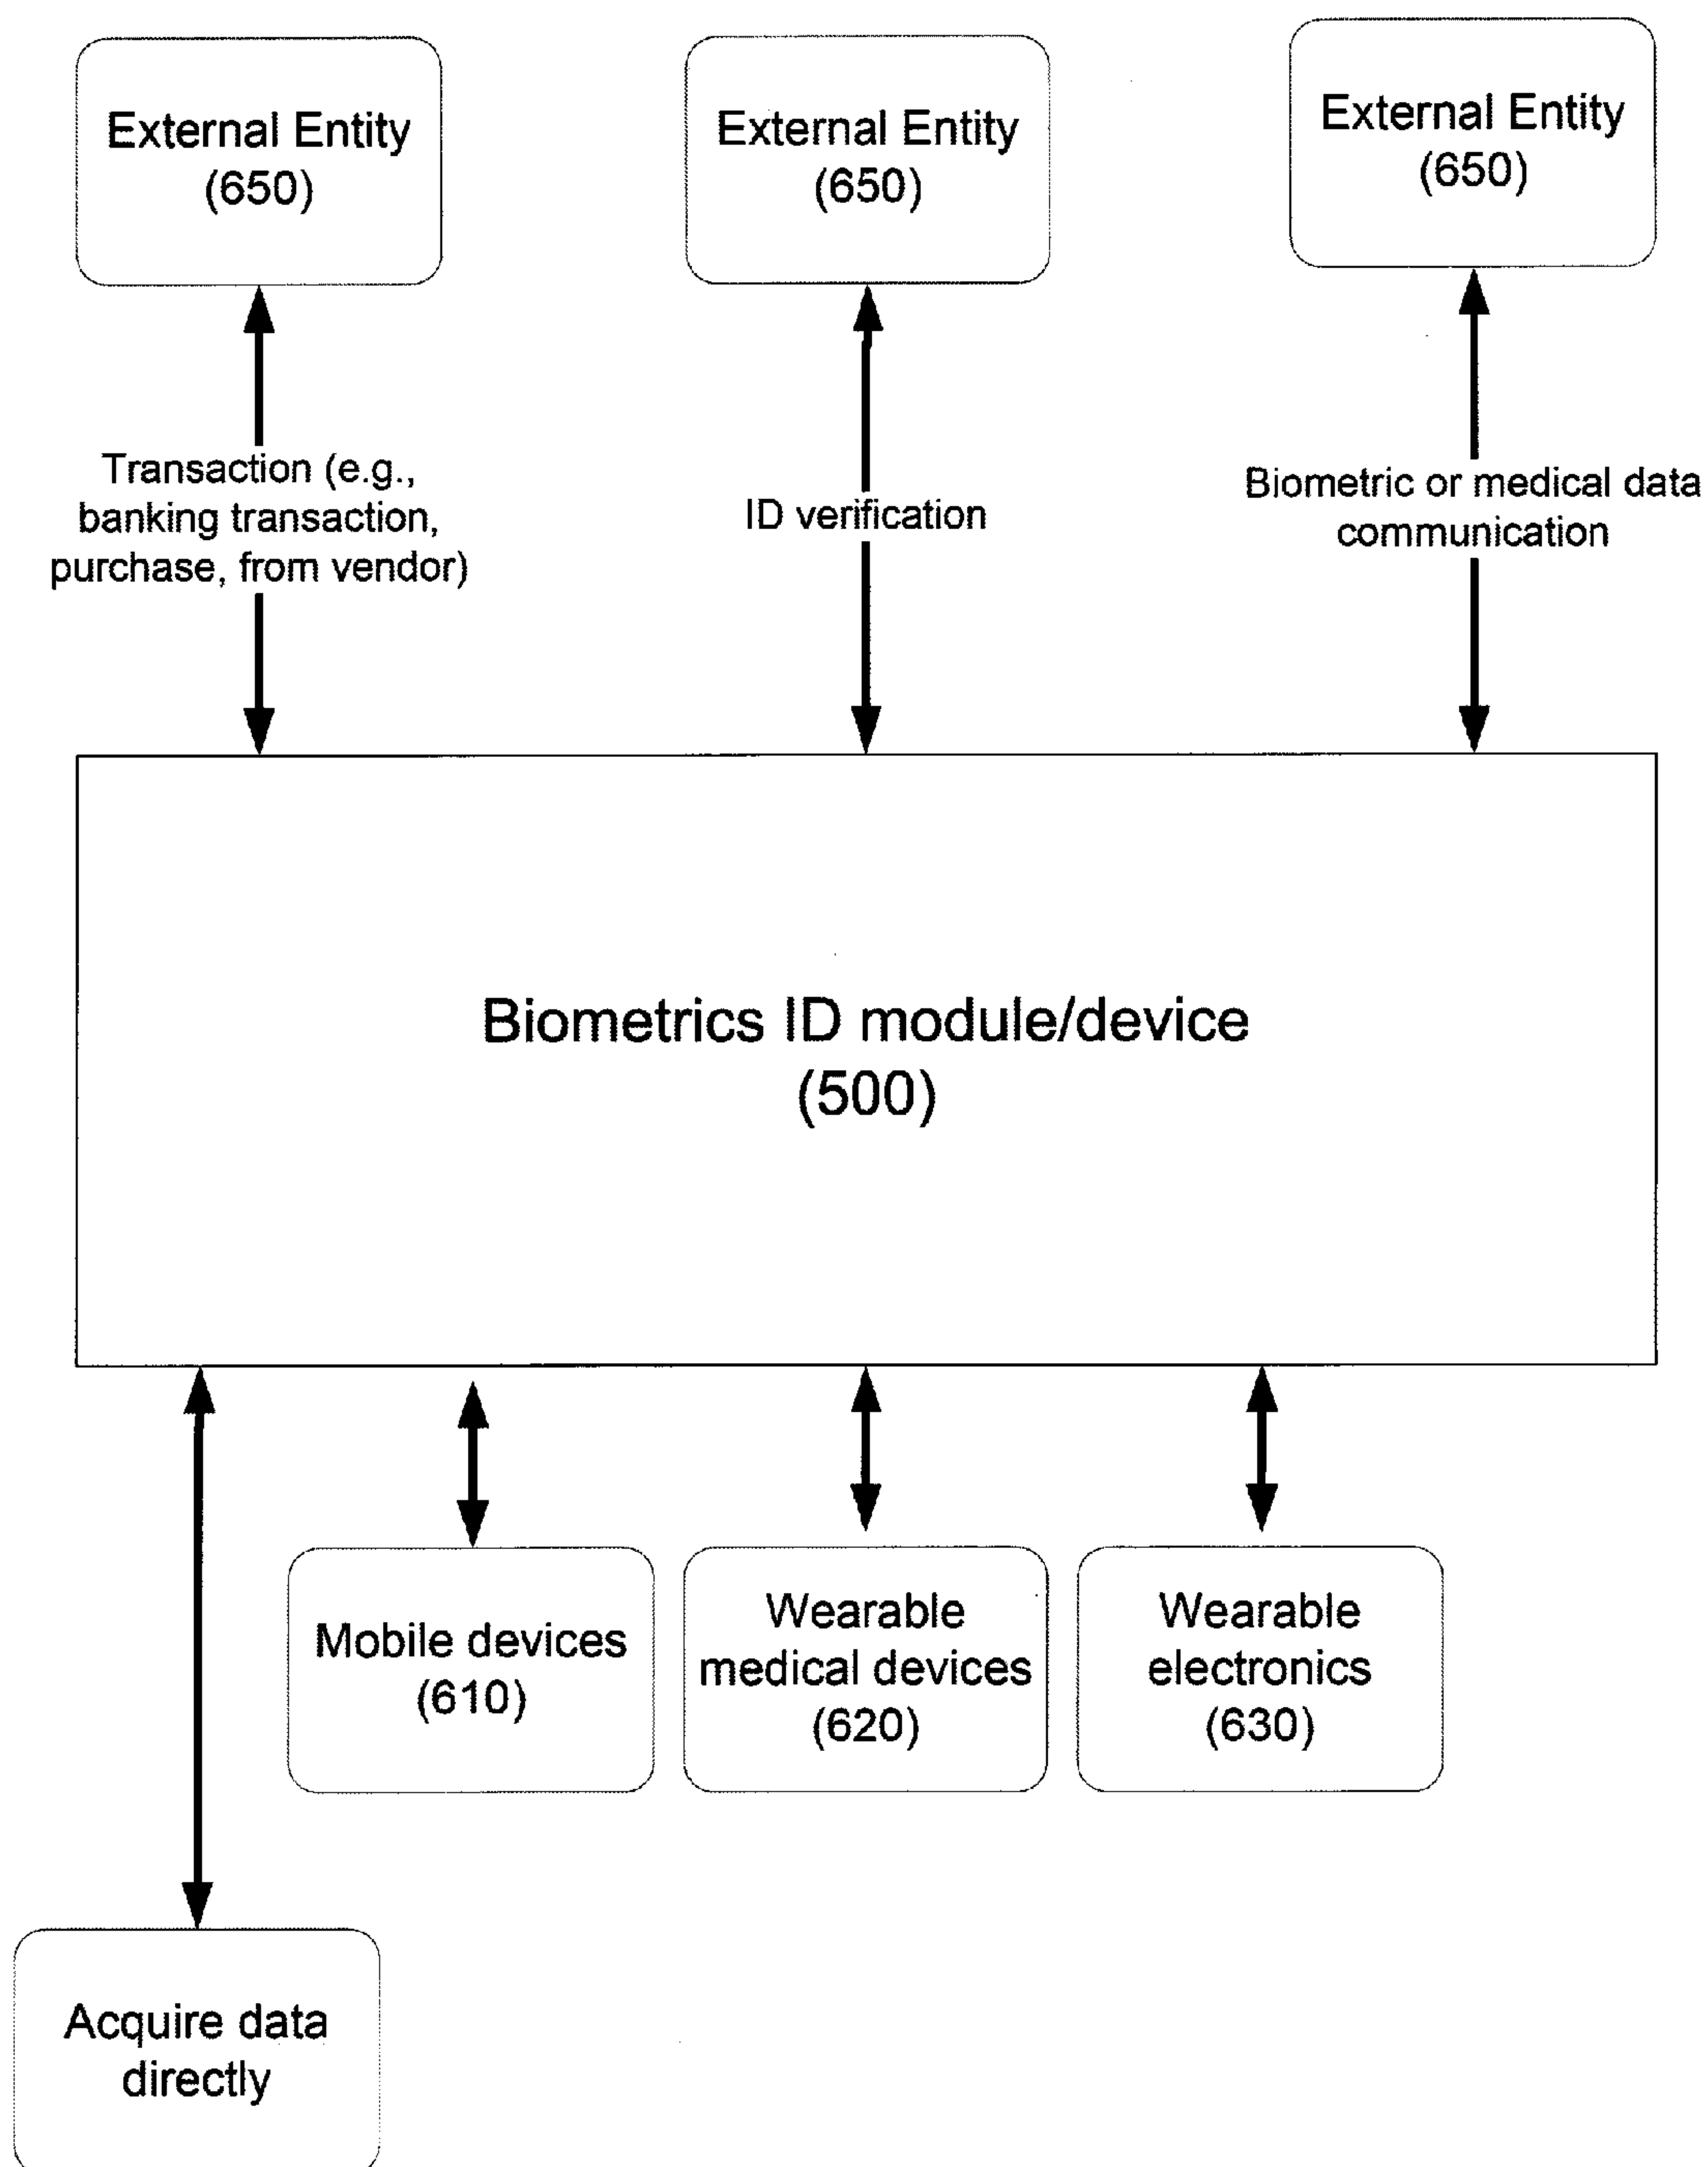 External Entity
(650)
External Entity
(650)
External Entity
(650)
Transaction (e.g.,
banking transaction,
purchase, from vendor)
ID verification
Biometric or medical data
communication
Biometrics ID module/device
(500)
Mobile devices
(610)
Wearable
medical devices
(620)
Wearable
electronics
(630)
Acquire data
directly